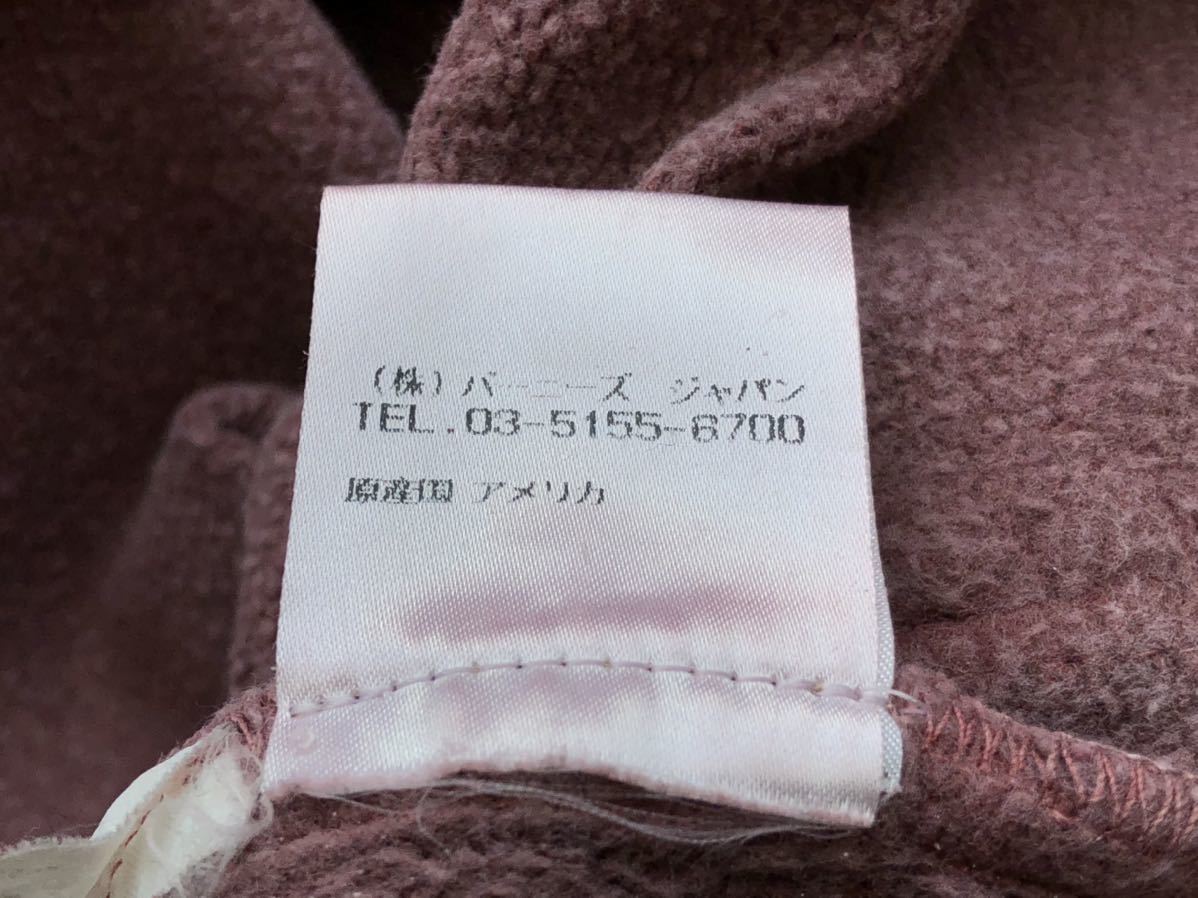 (株) バーニーズ ジャパン
TEL.03-5155-6700
原産国 アメリカ